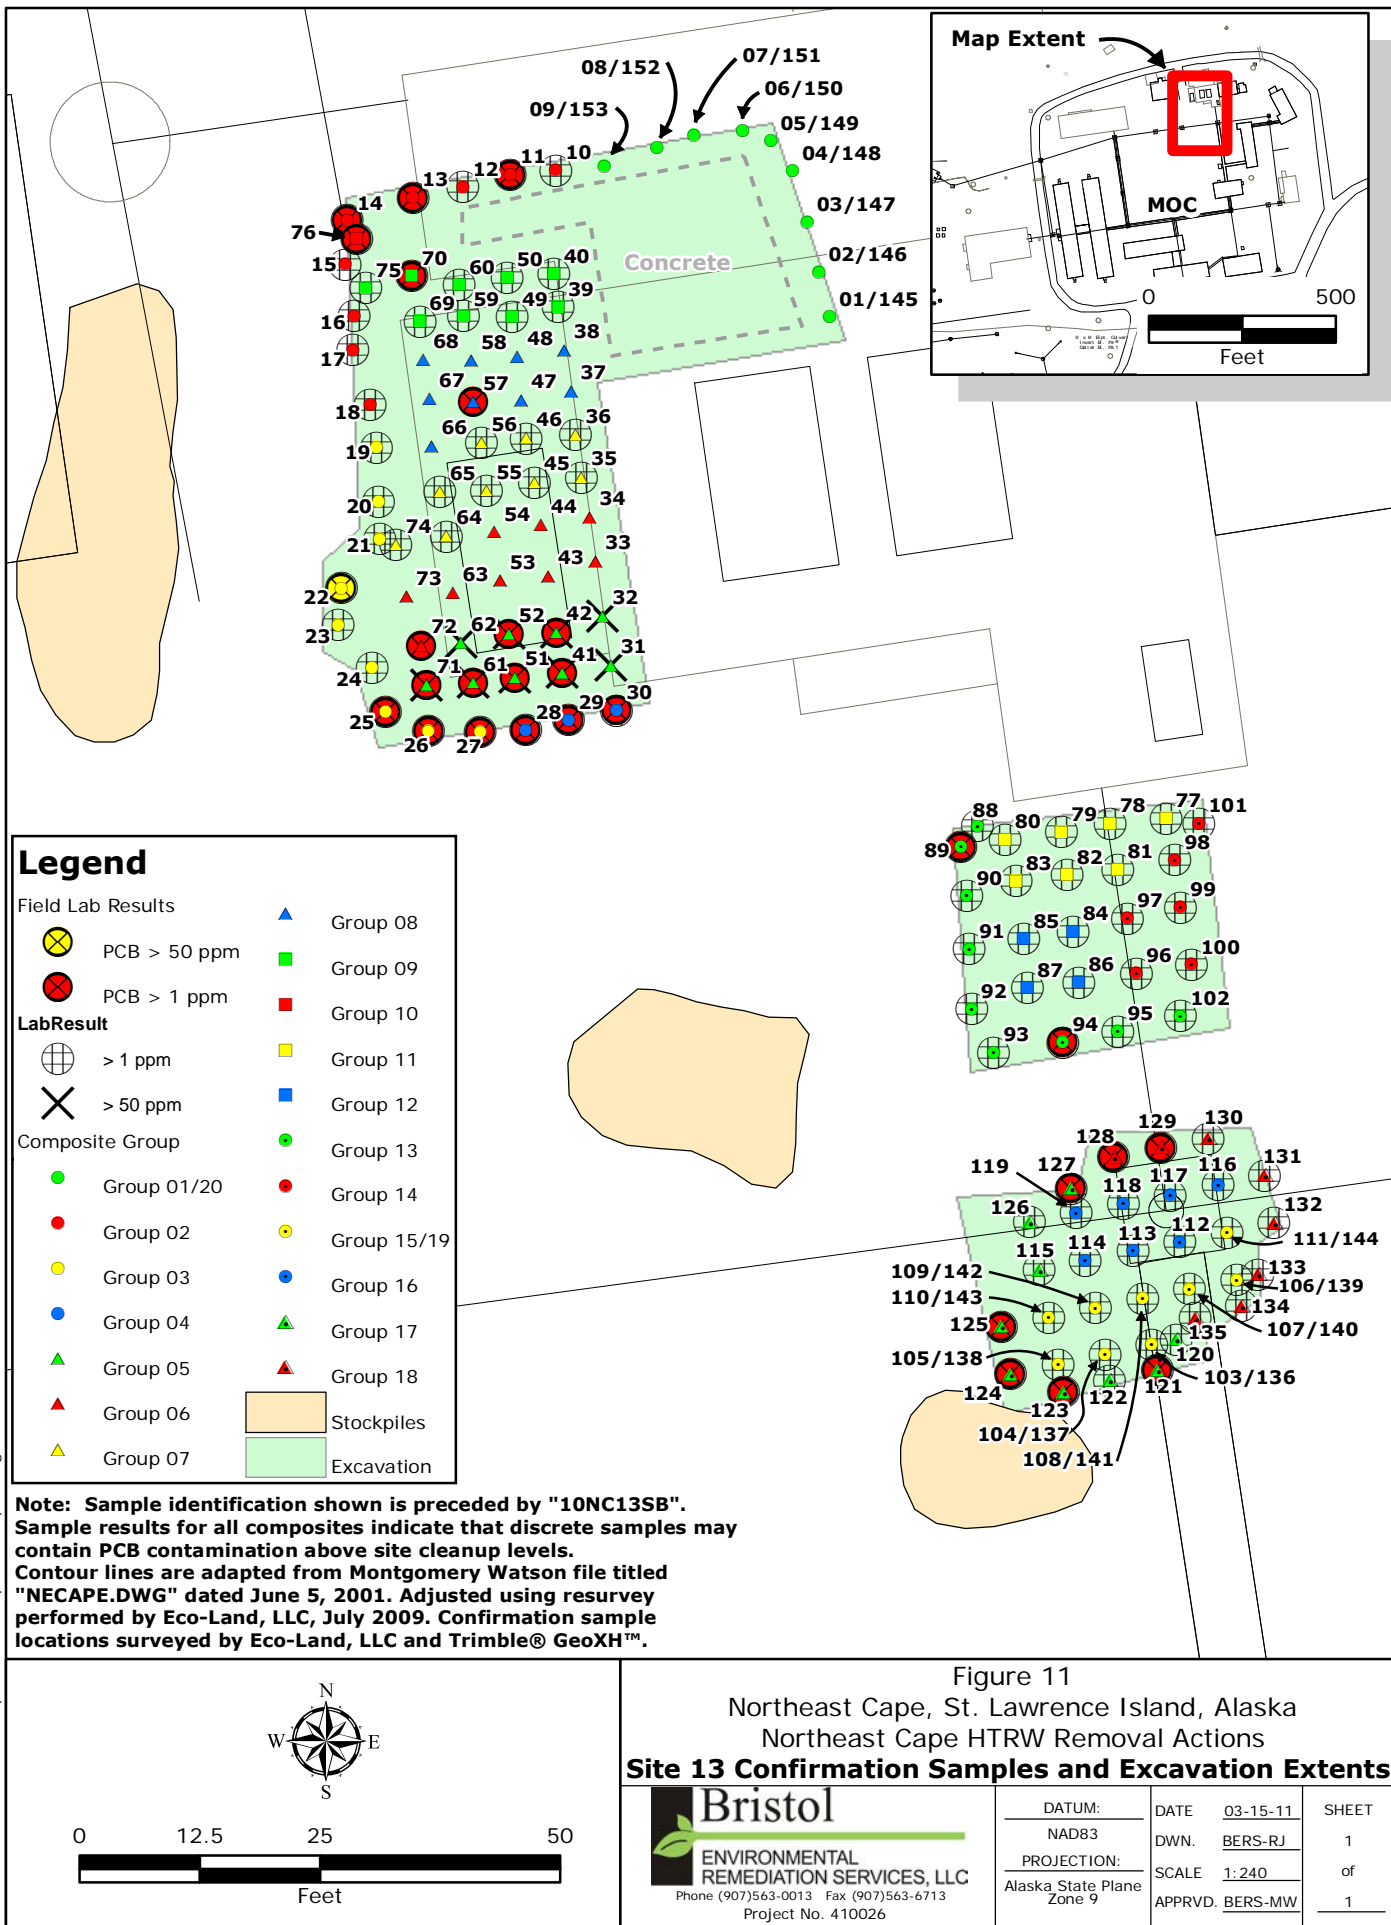 Map Extent
MOC
0 500
Feet
08/152
07/151
09/153
06/150
05/149
04/148
03/147
02/146
01/145
Concrete
10
11
12
13
14
76
15
75
70
60
50
40
16
69
59
49
39
17
68
58
48
38
18
67
57
47
37
19
66
56
46
36
20
65
55
45
35
21
74
64
54
44
34
22
73
63
53
43
33
23
72
62
52
42
32
24
71
61
51
41
31
25
26
27
28
29
30
88
80
79
78
77
101
89
83
82
81
98
90
85
84
97
99
91
87
86
96
100
92
93
94
95
102
128
129
130
127
131
119
118
117
116
132
126
115
114
113
112
111/144
109/142
110/143
133
106/139
134
107/140
125
105/138
135
120
103/136
124
123
122
121
104/137
108/141
Legend
Field Lab Results
PCB > 50 ppm
PCB > 1 ppm
LabResult
> 1 ppm
> 50 ppm
Composite Group
Group 01/20
Group 02
Group 03
Group 04
Group 05
Group 06
Group 07
Group 08
Group 09
Group 10
Group 11
Group 12
Group 13
Group 14
Group 15/19
Group 16
Group 17
Group 18
Stockpiles
Excavation
Note: Sample identification shown is preceded by "10NC13SB".
Sample results for all composites indicate that discrete samples may
contain PCB contamination above site cleanup levels.
Contour lines are adapted from Montgomery Watson file titled
"NECAPE.DWG" dated June 5, 2001. Adjusted using resurvey
performed by Eco-Land, LLC, July 2009. Confirmation sample
locations surveyed by Eco-Land, LLC and Trimble® GeoXH™.
N
W E
S
0 12.5 25 50
Feet
Figure 11
Northeast Cape, St. Lawrence Island, Alaska
Northeast Cape HTRW Removal Actions
Site 13 Confirmation Samples and Excavation Extents
Bristol
ENVIRONMENTAL
REMEDIATION SERVICES, LLC
Phone (907)563-0013 Fax (907)563-6713
Project No. 410026
DATUM:
NAD83
PROJECTION:
Alaska State Plane
Zone 9
DATE 03-15-11
DWN. BERS-RJ
SCALE 1:240
APPRVD. BERS-MW
SHEET
1
of
1